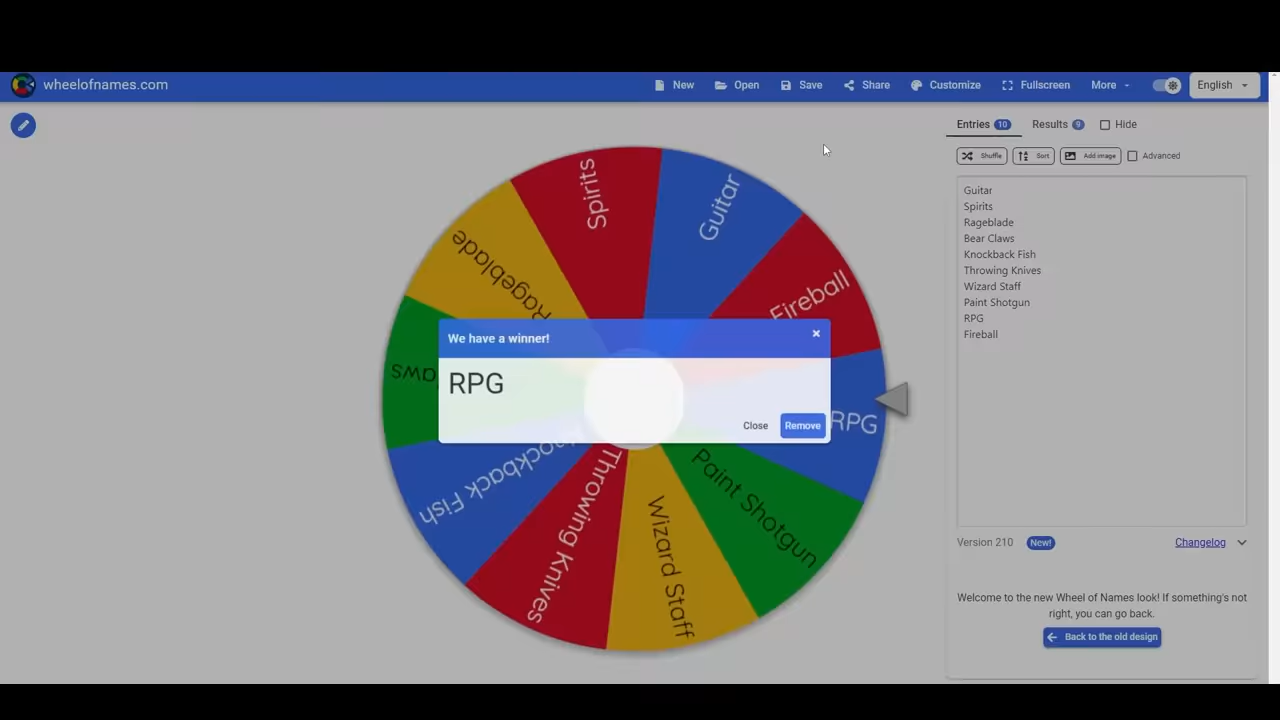 wheelofnames.com
New Open Save Share Customize Fullscreen More English
Entries 10 Results 9 Hide
Shuffle Sort Add image Advanced
Guitar
Spirits
Rageblade
Bear Claws
Knockback Fish
Throwing Knives
Wizard Staff
Paint Shotgun
RPG
Fireball
Spirits
Guitar
Fireball
RPG
Paint Shotgun
Wizard Staff
Throwing Knives
Knockback Fish
aws
Rageblade
We have a winner!
×
RPG
Close Remove
Version 210 New! Changelog
Welcome to the new Wheel of Names look! If something's not
right, you can go back.
Back to the old design